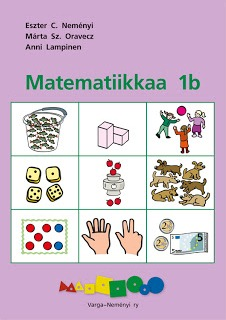 Eszter C. Neményi
Márta Sz. Oravecz
Anni Lampinen
Matematiikkaa 1b
Varga–Neményi ry